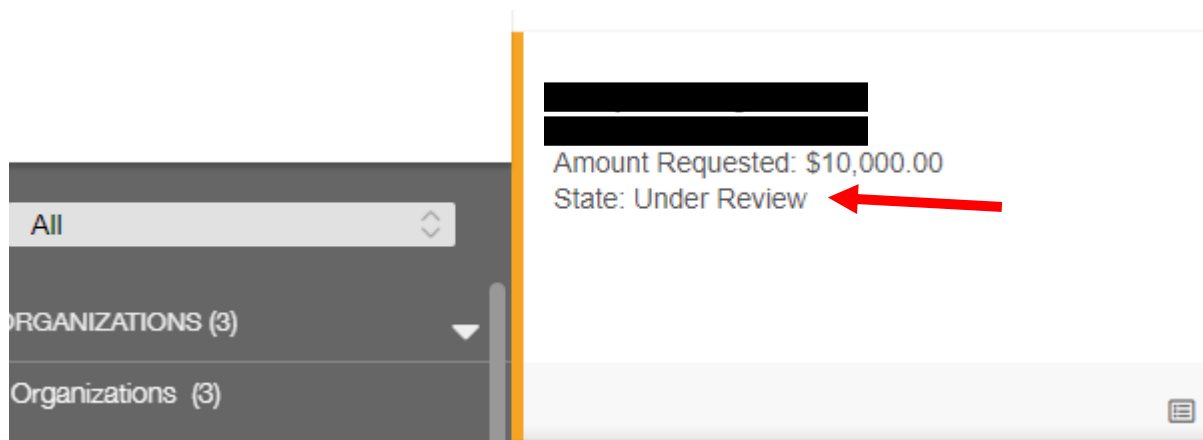 Amount Requested: $10,000.00
State: Under Review
All
ORGANIZATIONS (3)
Organizations (3)